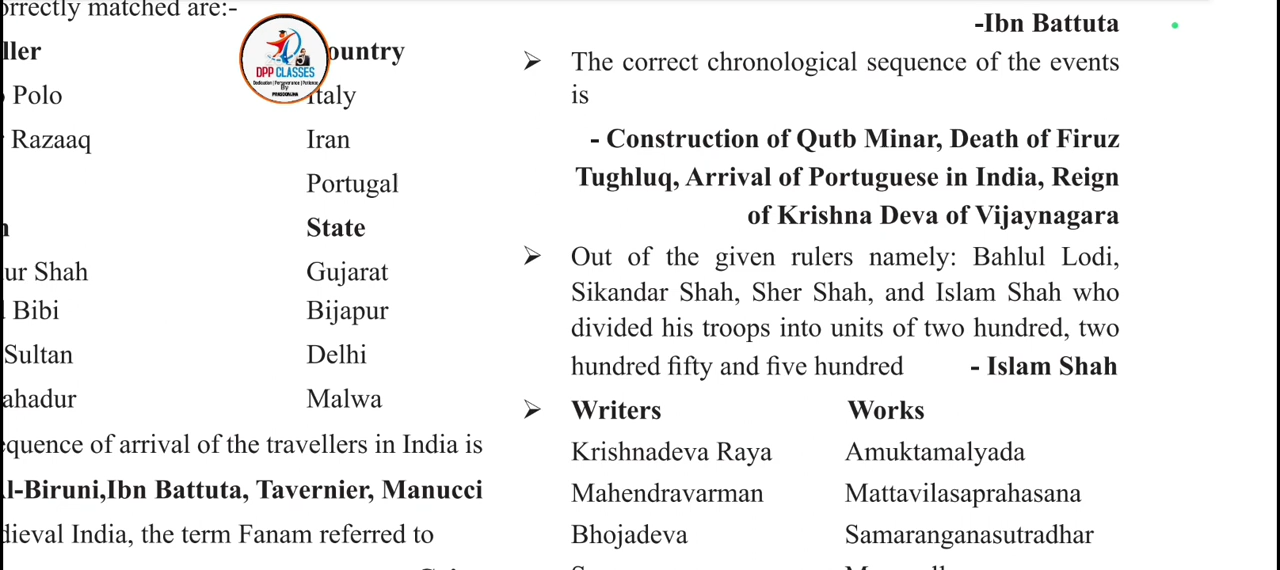 orrectly matched are:-
ller ountry
Polo Italy
Razaaq Iran
Portugal
State
ur Shah Gujarat
Bibi Bijapur
Sultan Delhi
ahadur Malwa
equence of arrival of the travellers in India is
l-Biruni,Ibn Battuta, Tavernier, Manucci
dieval India, the term Fanam referred to
DPP CLASSES
By
-Ibn Battuta
➢ The correct chronological sequence of the events
is
- Construction of Qutb Minar, Death of Firuz
Tughluq, Arrival of Portuguese in India, Reign
of Krishna Deva of Vijaynagara
➢ Out of the given rulers namely: Bahlul Lodi,
Sikandar Shah, Sher Shah, and Islam Shah who
divided his troops into units of two hundred, two
hundred fifty and five hundred - Islam Shah
➢ Writers Works
Krishnadeva Raya Amuktamalyada
Mahendravarman Mattavilasaprahasana
Bhojadeva Samaranganasutradhar